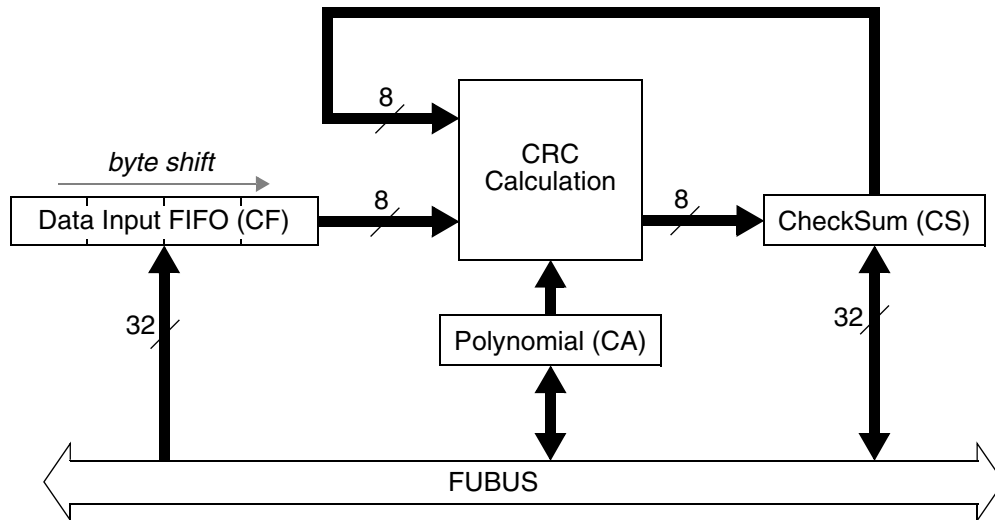 8
CRC
Calculation
byte shift
Data Input FIFO (CF)
8
8
CheckSum (CS)
32
Polynomial (CA)
32
FUBUS